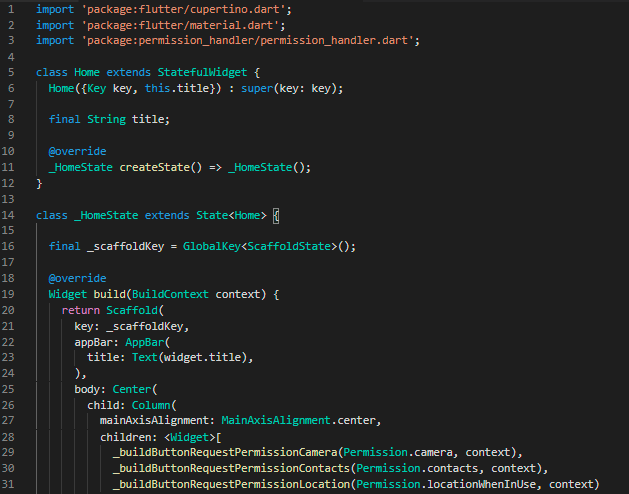 1 import 'package:flutter/cupertino.dart';
2 import 'package:flutter/material.dart';
3 import 'package:permission_handler/permission_handler.dart';
4
5 class Home extends StatefulWidget {
6   Home({Key key, this.title}) : super(key: key);
7
8   final String title;
9
10   @override
11   _HomeState createState() => _HomeState();
12 }
13
14 class _HomeState extends State<Home> {
15
16   final _scaffoldKey = GlobalKey<ScaffoldState>();
17
18   @override
19   Widget build(BuildContext context) {
20     return Scaffold(
21       key: _scaffoldKey,
22       appBar: AppBar(
23         title: Text(widget.title),
24       ),
25       body: Center(
26         child: Column(
27           mainAxisAlignment: MainAxisAlignment.center,
28           children: <Widget>[
29             _buildButtonRequestPermissionCamera(Permission.camera, context),
30             _buildButtonRequestPermissionContacts(Permission.contacts, context),
31             _buildButtonRequestPermissionLocation(Permission.locationWhenInUse, context)